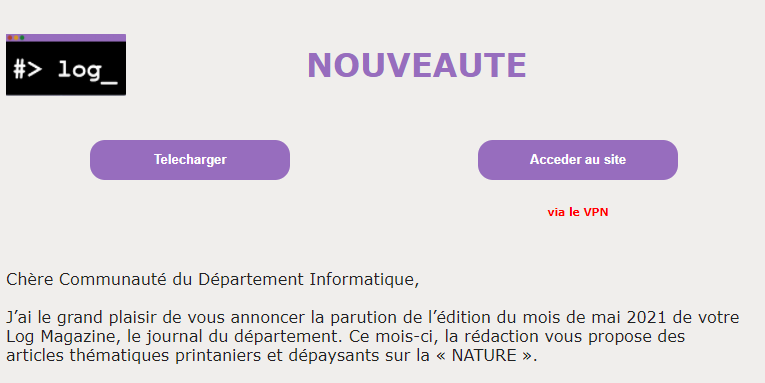 #> log_
NOUVEAUTE
Telecharger
Acceder au site
via le VPN
Chère Communauté du Département Informatique,
J’ai le grand plaisir de vous annoncer la parution de l’édition du mois de mai 2021 de votre
Log Magazine, le journal du département. Ce mois-ci, la rédaction vous propose des
articles thématiques printaniers et dépaysants sur la « NATURE ».